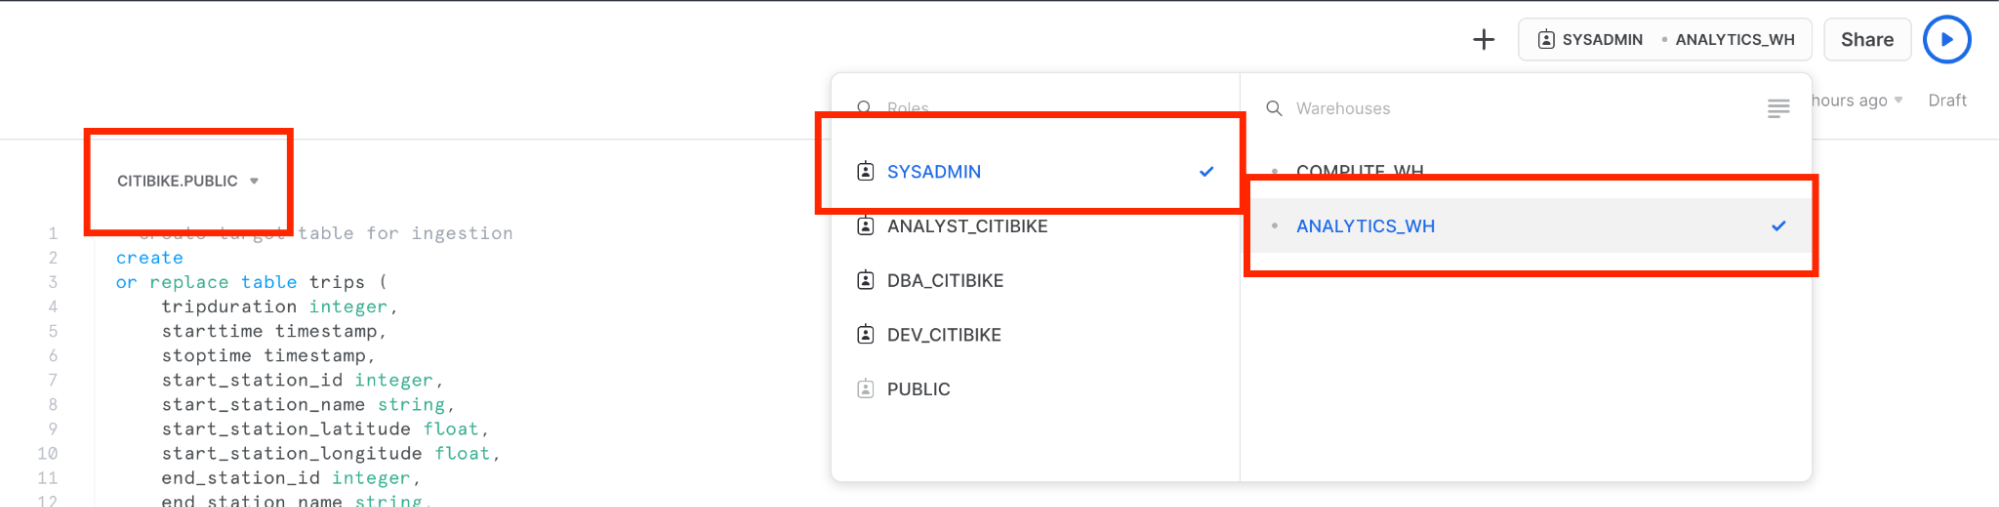 SYSADMIN ANALYTICS_WH Share
hours ago Draft
Roles
SYSADMIN
ANALYST_CITIBIKE
DBA_CITIBIKE
DEV_CITIBIKE
PUBLIC
Warehouses
COMPUTE_WH
ANALYTICS_WH
CITIBIKE.PUBLIC
1 create target table for ingestion
2 create
3 or replace table trips (
4 tripduration integer,
5 starttime timestamp,
6 stoptime timestamp,
7 start_station_id integer,
8 start_station_name string,
9 start_station_latitude float,
10 start_station_longitude float,
11 end_station_id integer,
12 end_station_name string,